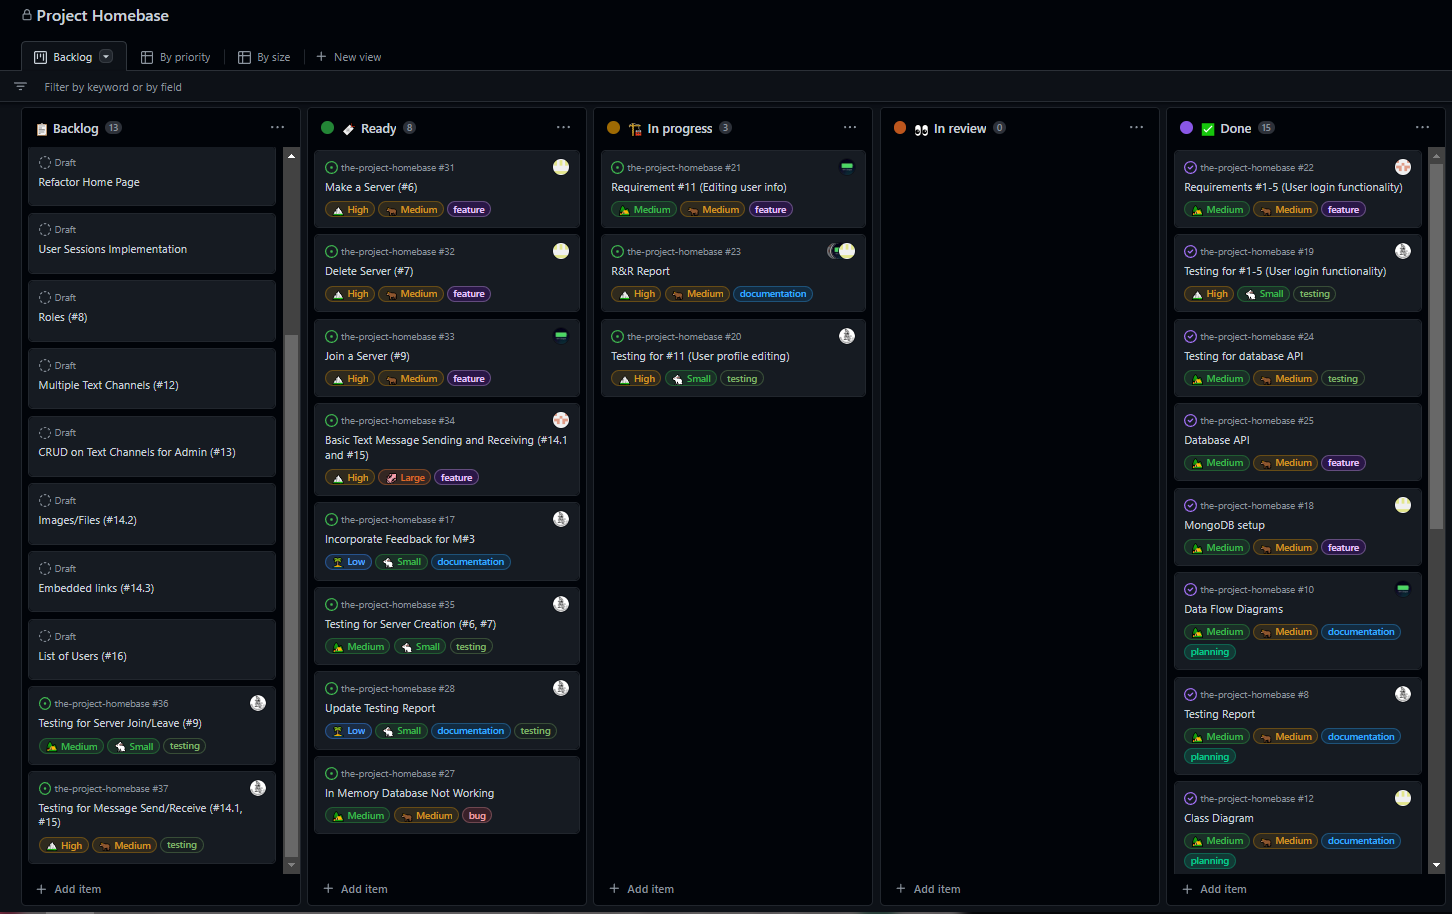 Project Homebase
Backlog
By priority
By size
New view
Filter by keyword or by field
Backlog 13
Draft
Refactor Home Page
Draft
User Sessions Implementation
Draft
Roles (#8)
Draft
Multiple Text Channels (#12)
Draft
CRUD on Text Channels for Admin (#13)
Draft
Images/Files (#14.2)
Draft
Embedded links (#14.3)
Draft
List of Users (#16)
the-project-homebase #36
Testing for Server Join/Leave (#9)
Medium Small testing
the-project-homebase #37
Testing for Message Send/Receive (#14.1,
#15)
High Medium testing
Add item
Ready 8
the-project-homebase #31
Make a Server (#6)
High Medium feature
the-project-homebase #32
Delete Server (#7)
High Medium feature
the-project-homebase #33
Join a Server (#9)
High Medium feature
the-project-homebase #34
Basic Text Message Sending and Receiving (#14.1
and #15)
High Large feature
the-project-homebase #17
Incorporate Feedback for M#3
Low Small documentation
the-project-homebase #35
Testing for Server Creation (#6, #7)
Medium Small testing
the-project-homebase #28
Update Testing Report
Low Small documentation testing
the-project-homebase #27
In Memory Database Not Working
Medium Medium bug
Add item
In progress 3
the-project-homebase #21
Requirement #11 (Editing user info)
Medium Medium feature
the-project-homebase #23
R&R Report
High Medium documentation
the-project-homebase #20
Testing for #11 (User profile editing)
High Small testing
Add item
In review 0
Add item
Done 15
the-project-homebase #22
Requirements #1-5 (User login functionality)
Medium Medium feature
the-project-homebase #19
Testing for #1-5 (User login functionality)
High Small testing
the-project-homebase #24
Testing for database API
Medium Medium testing
the-project-homebase #25
Database API
Medium Medium feature
the-project-homebase #18
MongoDB setup
Medium Medium feature
the-project-homebase #10
Data Flow Diagrams
Medium Medium documentation
planning
the-project-homebase #8
Testing Report
Medium Medium documentation
planning
the-project-homebase #12
Class Diagram
Medium Medium documentation
planning
Add item